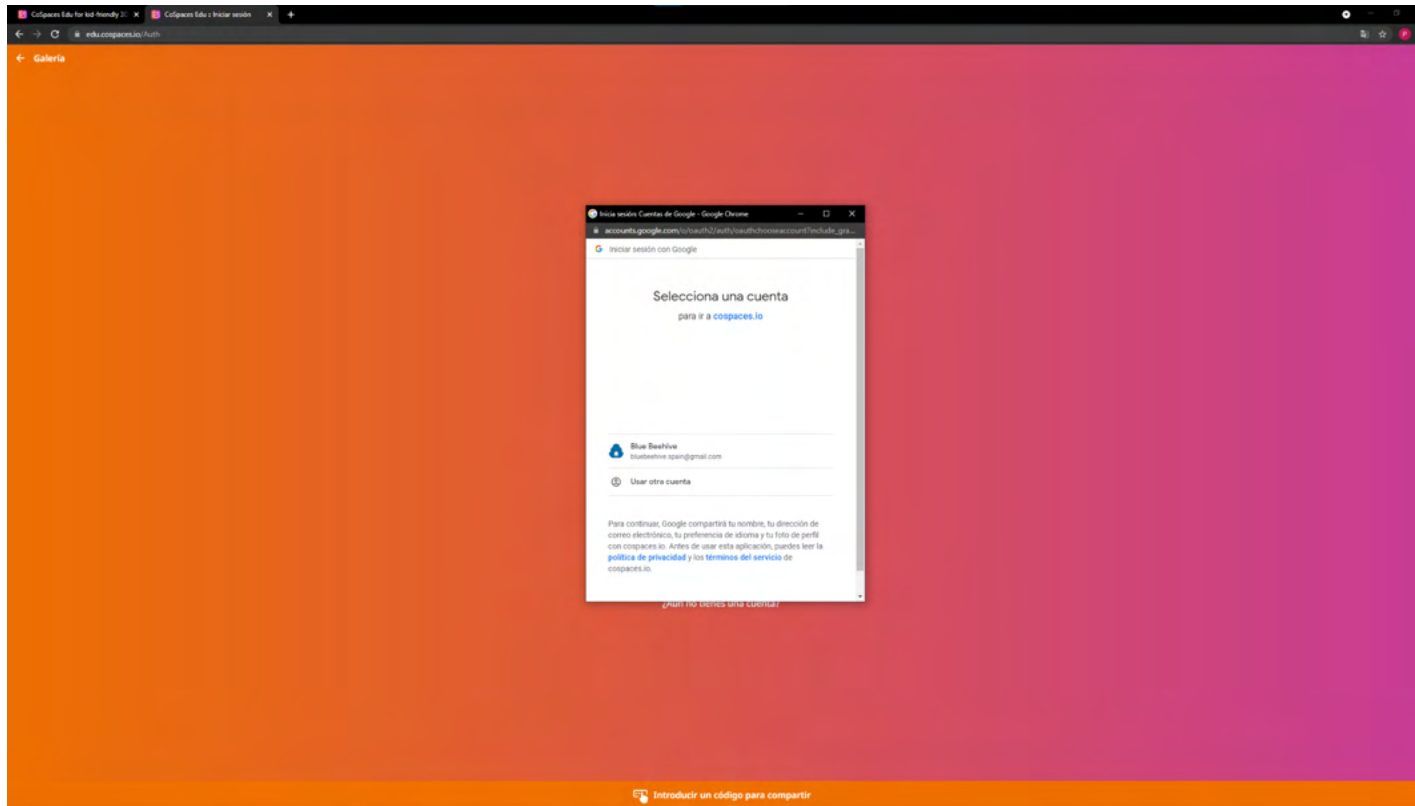 CoSpaces Edu for kid-friendly 3D
CoSpaces Edu :: Iniciar sesión
edu.cospaces.io/Auth
Galería
Inicia sesión: Cuentas de Google - Google Chrome
accounts.google.com/o/oauth2/auth/oauthchooseaccount?include_gra...
Iniciar sesión con Google
Selecciona una cuenta
para ir a cospaces.io
Blue Beehive
bluebeehive.spain@gmail.com
Usar otra cuenta
Para continuar, Google compartirá tu nombre, tu dirección de
correo electrónico, tu preferencia de idioma y tu foto de perfil
con cospaces.io. Antes de usar esta aplicación, puedes leer la
política de privacidad y los términos del servicio de
cospaces.io.
¿Aún no tienes una cuenta?
Introducir un código para compartir